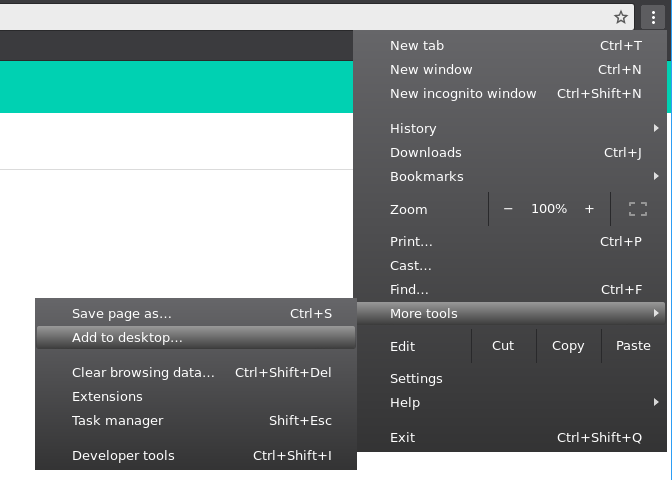 New tab Ctrl+T
New window Ctrl+N
New incognito window Ctrl+Shift+N
History
Downloads Ctrl+J
Bookmarks
Zoom − 100% +
Print... Ctrl+P
Cast...
Find... Ctrl+F
More tools
Edit Cut Copy Paste
Settings
Help
Exit Ctrl+Shift+Q
Save page as... Ctrl+S
Add to desktop...
Clear browsing data... Ctrl+Shift+Del
Extensions
Task manager Shift+Esc
Developer tools Ctrl+Shift+I